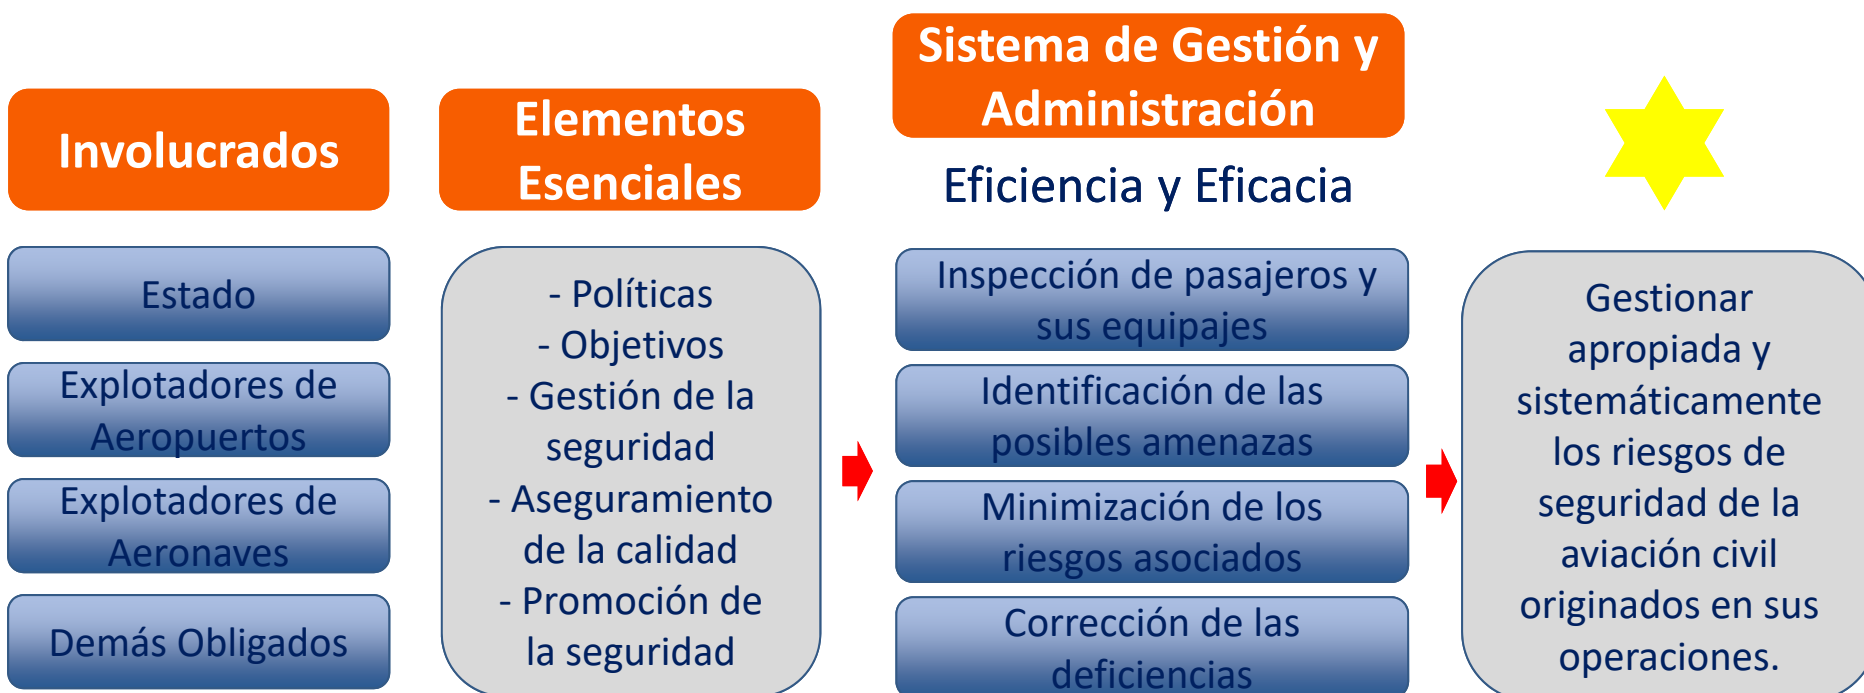 Involucrados
Estado
Explotadores de
Aeropuertos
Explotadores de
Aeronaves
Demás Obligados
Elementos
Esenciales
- Políticas
- Objetivos
- Gestión de la
seguridad
- Aseguramiento
de la calidad
- Promoción de
la seguridad
Sistema de Gestión y
Administración
Eficiencia y Eficacia
Inspección de pasajeros y
sus equipajes
Identificación de las
posibles amenazas
Minimización de los
riesgos asociados
Corrección de las
deficiencias
Gestionar
apropiada y
sistemáticamente
los riesgos de
seguridad de la
aviación civil
originados en sus
operaciones.